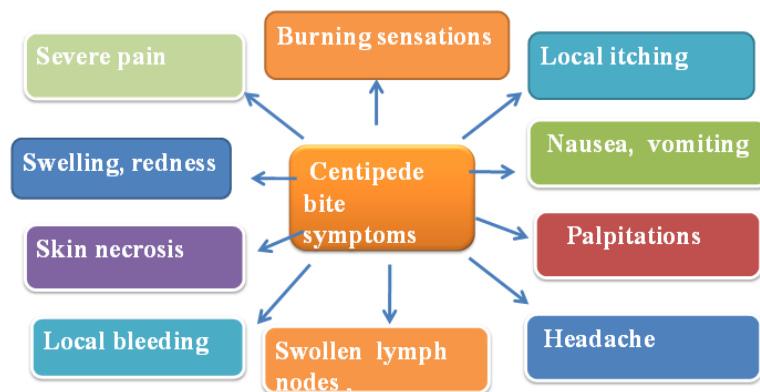 Burning sensations
Severe pain
Local itching
Swelling, redness
Centipede
bite
symptoms
Nausea, vomiting
Skin necrosis
Palpitations
Local bleeding
Swollen lymph
nodes ,
Headache